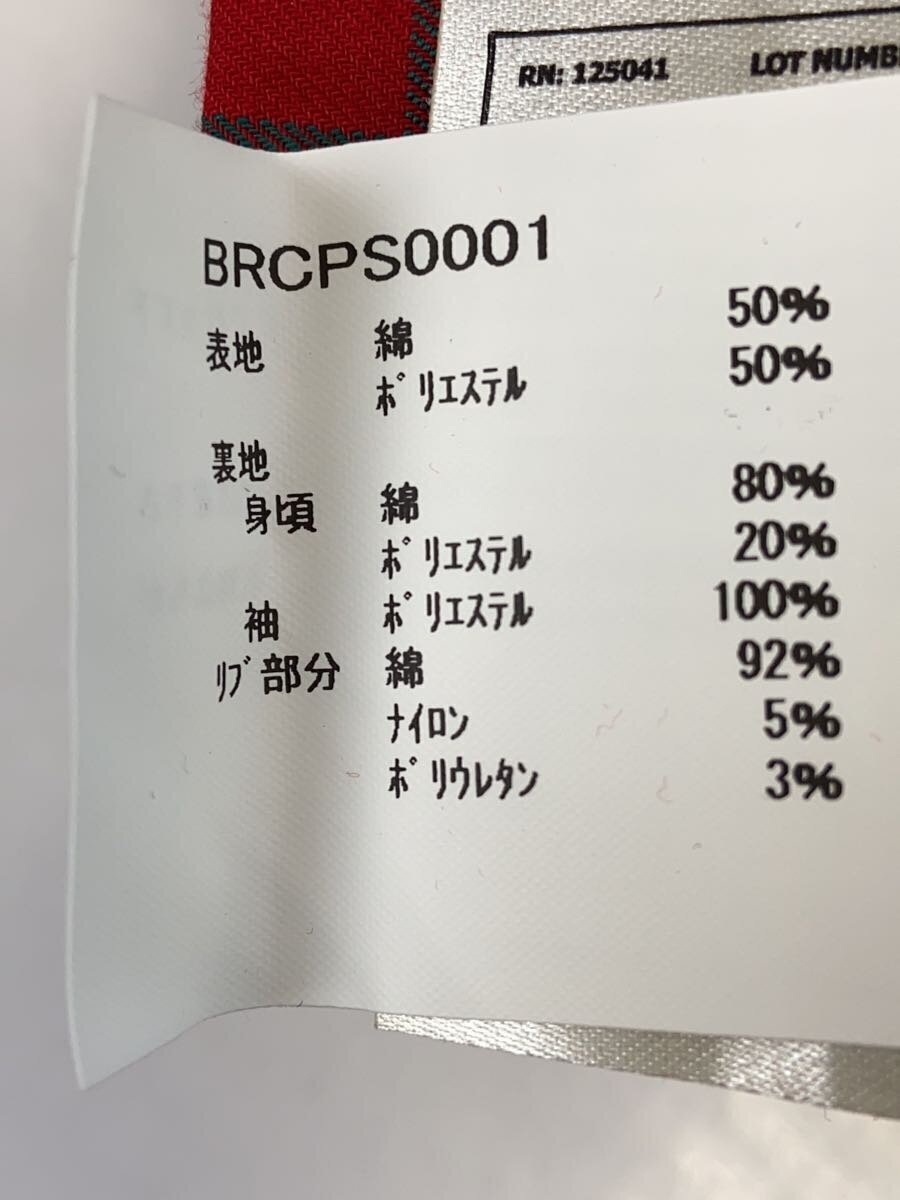 RN: 125041 LOT NUMB
BRCPS0001
表地 綿 50%
ﾎﾟﾘｴｽﾃﾙ 50%
裏地
身頃 綿 80%
ﾎﾟﾘｴｽﾃﾙ 20%
袖 ﾎﾟﾘｴｽﾃﾙ 100%
ﾘﾌﾞ部分 綿 92%
ﾅｲﾛﾝ 5%
ﾎﾟﾘｳﾚﾀﾝ 3%